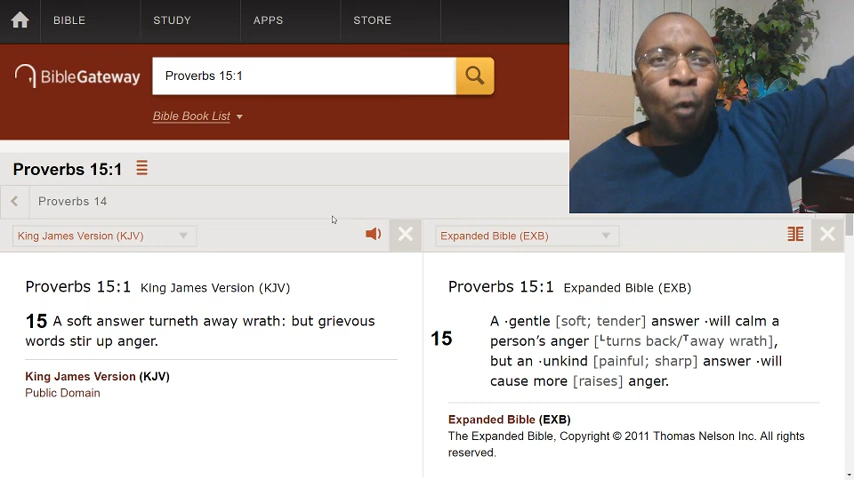 BIBLE STUDY APPS STORE
BibleGateway Proverbs 15:1
Bible Book List
Proverbs 15:1
Proverbs 14
King James Version (KJV)
Proverbs 15:1 King James Version (KJV)
15 A soft answer turneth away wrath: but grievous
words stir up anger.
King James Version (KJV)
Public Domain
Expanded Bible (EXB)
Proverbs 15:1 Expanded Bible (EXB)
15 A ·gentle [soft; tender] answer ·will calm a
person's anger [└turns back/┬away wrath],
but an ·unkind [painful; sharp] answer ·will
cause more [raises] anger.
Expanded Bible (EXB)
The Expanded Bible, Copyright © 2011 Thomas Nelson Inc. All rights
reserved.